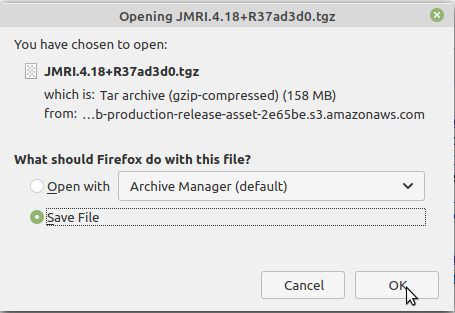 Opening JMRI.4.18+R37ad3d0.tgz
You have chosen to open:
JMRI.4.18+R37ad3d0.tgz
which is: Tar archive (gzip-compressed) (158 MB)
from: ...b-production-release-asset-2e65be.s3.amazonaws.com
What should Firefox do with this file?
Open with Archive Manager (default)
Save File
Cancel OK